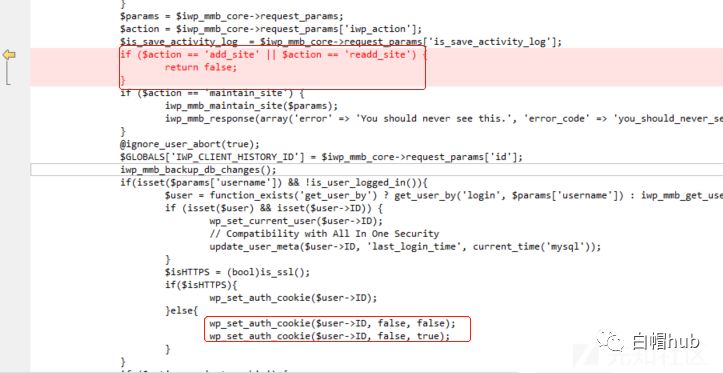 }
$params = $iwp_mmb_core->request_params;
$action = $iwp_mmb_core->request_params['iwp_action'];
$is_save_activity_log  = $iwp_mmb_core->request_params['is_save_activity_log'];
if ($action == 'add_site' || $action == 'readd_site') {
return false;
}
if ($action == 'maintain_site') {
iwp_mmb_maintain_site($params);
iwp_mmb_response(array('error' => 'You should never see this.', 'error_code' => 'you_should_never_se
}
@ignore_user_abort(true);
$GLOBALS['IWP_CLIENT_HISTORY_ID'] = $iwp_mmb_core->request_params['id'];
iwp_mmb_backup_db_changes();
if(isset($params['username']) && !is_user_logged_in()){
$user = function_exists('get_user_by') ? get_user_by('login', $params['username']) : iwp_mmb_get_use
if (isset($user) && isset($user->ID)) {
wp_set_current_user($user->ID);
// Compatibility with All In One Security
update_user_meta($user->ID, 'last_login_time', current_time('mysql'));
}
$isHTTPS = (bool)is_ssl();
if($isHTTPS){
wp_set_auth_cookie($user->ID);
}else{
wp_set_auth_cookie($user->ID, false, false);
wp_set_auth_cookie($user->ID, false, true);
}
}
白帽hub
先知社区